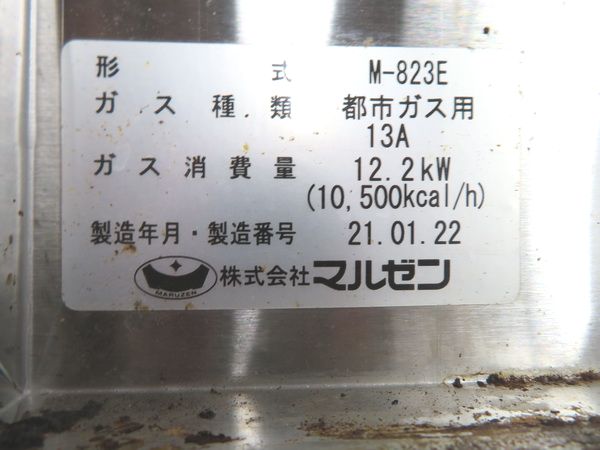 形式 M-823E
ガス種類 都市ガス用
13A
ガス消費量 12.2kW
(10,500kcal/h)
製造年月・製造番号 21.01.22
MARUZEN 株式会社マルゼン